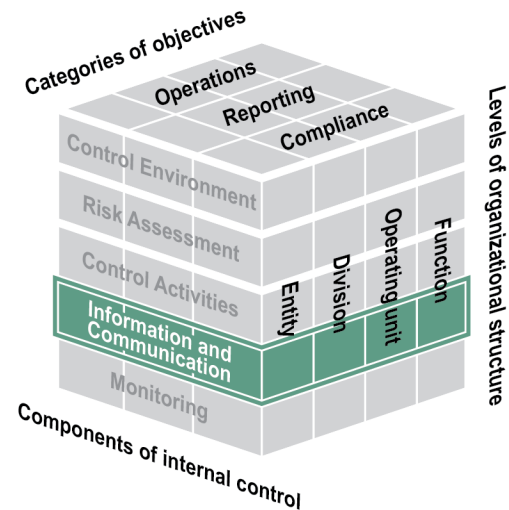 Categories of objectives
Operations
Reporting
Compliance
Control Environment
Risk Assessment
Control Activities
Information and
Communication
Monitoring
Entity
Division
Operating unit
Function
Levels of organizational structure
Components of internal control